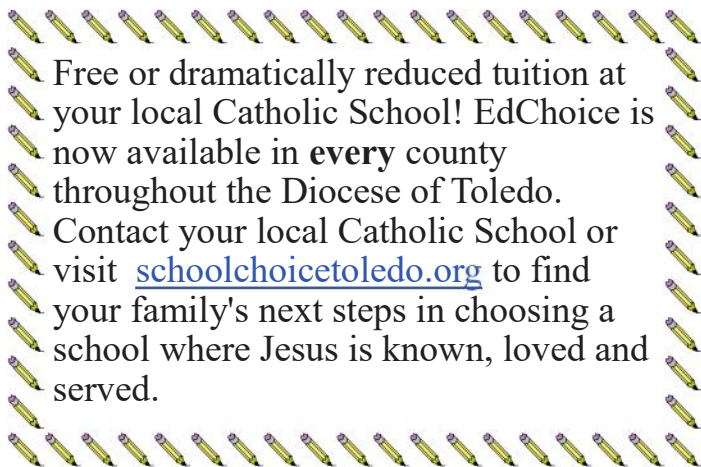 Free or dramatically reduced tuition at
your local Catholic School! EdChoice is
now available in every county
throughout the Diocese of Toledo.
Contact your local Catholic School or
visit schoolchoicetoledo.org to find
your family's next steps in choosing a
school where Jesus is known, loved and
served.